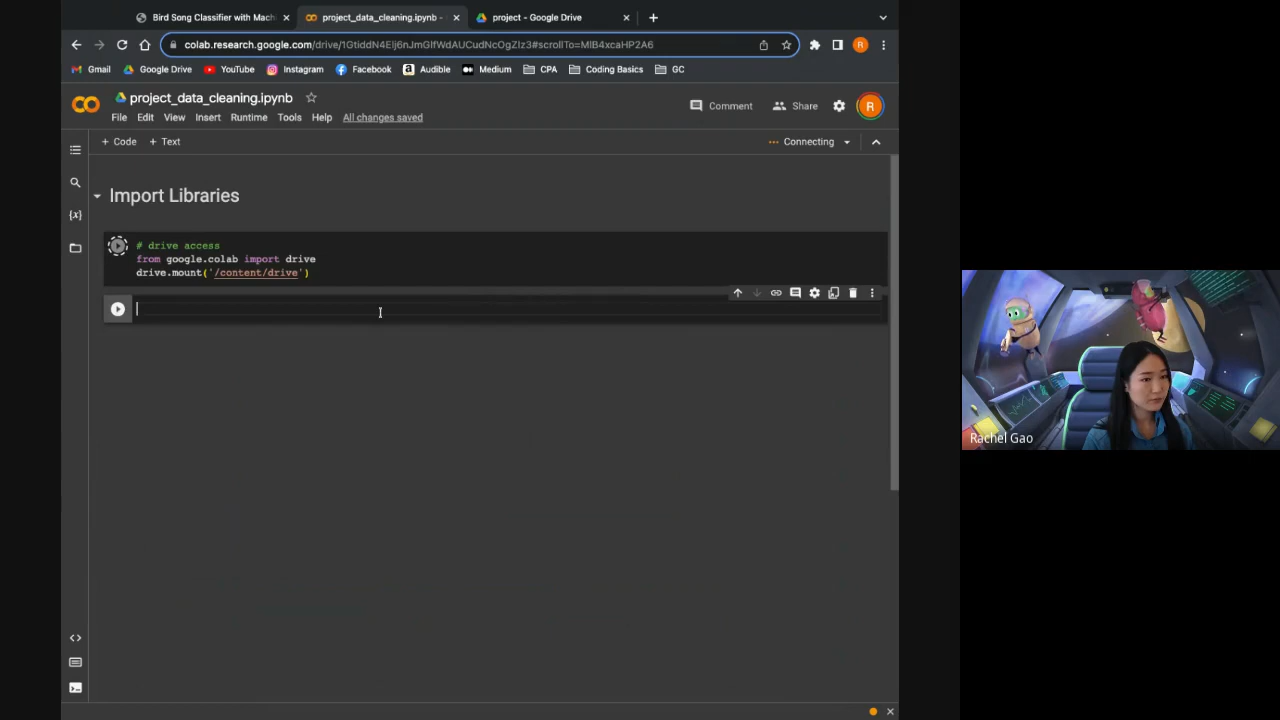 Bird Song Classifier with Mach
project_data_cleaning.ipynb -
project - Google Drive
colab.research.google.com/drive/1GtiddN4Elj6nJmGlfWdAUCudNcOgZlz3#scrollTo=MlB4xcaHP2A6
R
Gmail
Google Drive
YouTube
Instagram
Facebook
Audible
Medium
CPA
Coding Basics
GC
project_data_cleaning.ipynb
Comment
Share
R
File Edit View Insert Runtime Tools Help All changes saved
+ Code + Text
Connecting
Import Libraries
# drive access
from google.colab import drive
drive.mount('/content/drive')
Rachel Gao